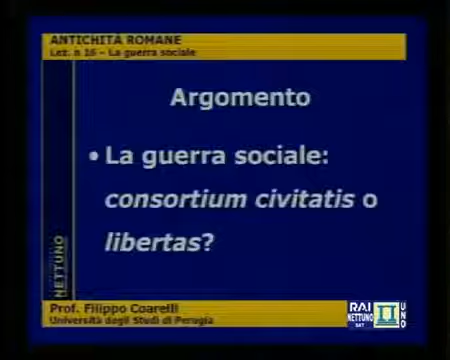 ANTICHITÀ ROMANE
Lez. n 16 - La guerra sociale
Argomento
• La guerra sociale:
consortium civitatis o
libertas?
NETTUNO
Prof. Filippo Coarelli
Università degli Studi di Perugia
RAI
NETTUNO
SAT
UNO